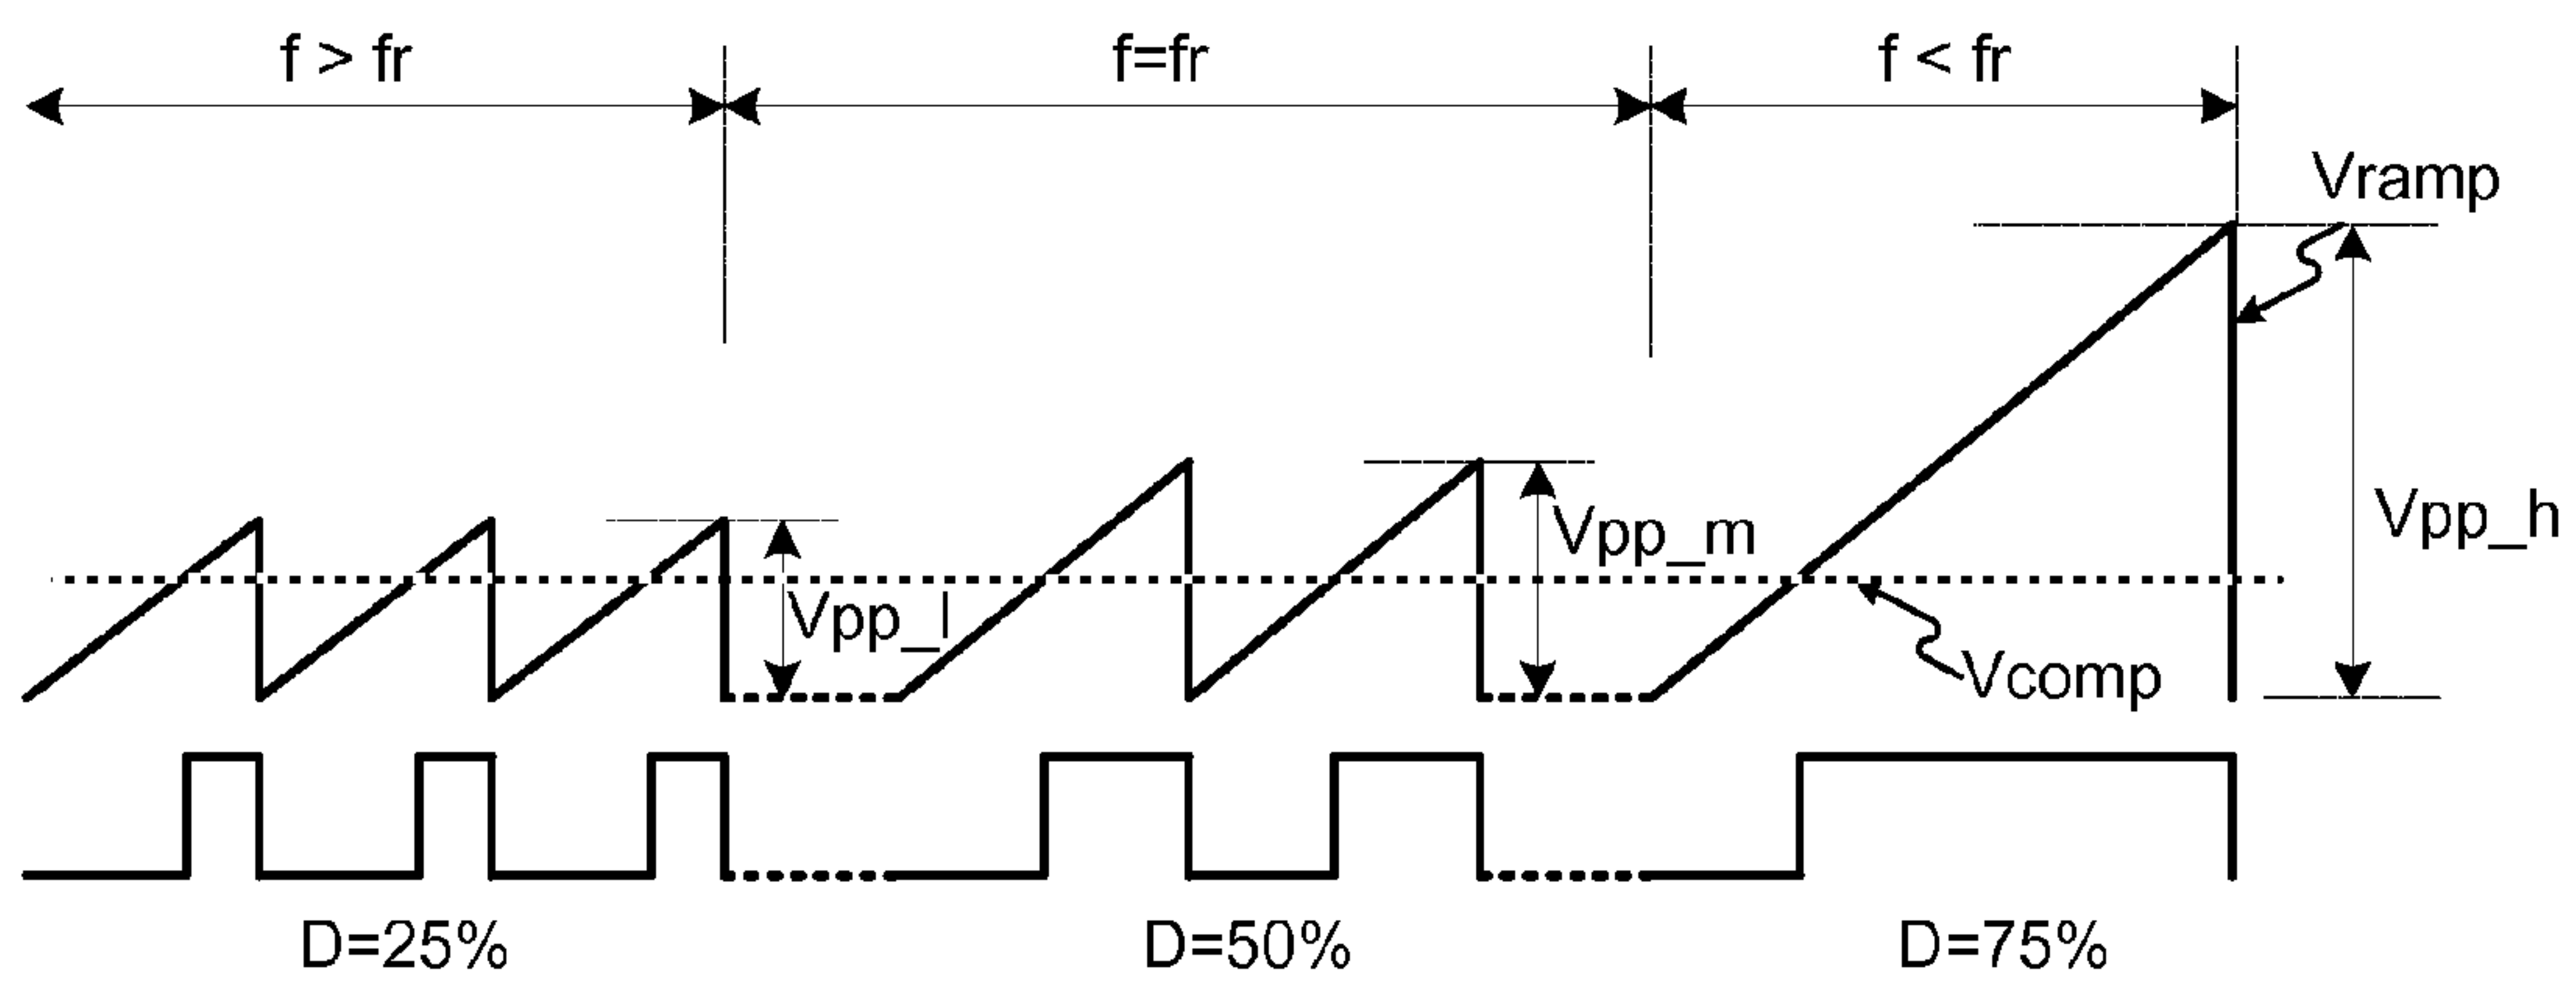 f > fr
f=fr
f < fr
Vramp
Vpp_l
Vpp_m
Vpp_h
Vcomp
D=25%
D=50%
D=75%